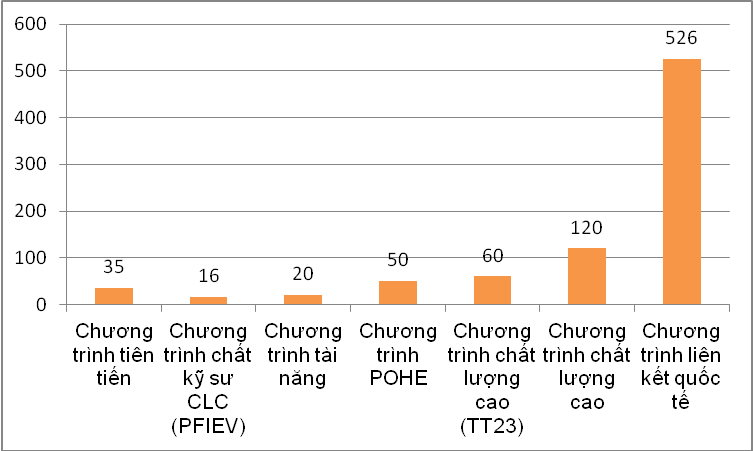 600
500
400
300
200
100
0
35
16
20
50
60
120
526
Chương
trình tiên
tiến
Chương
trình chất
kỹ sư
CLC
(PFIEV)
Chương
trình tài
năng
Chương
trình
POHE
Chương
trình chất
lượng
cao
(TT23)
Chương
trình chất
lượng
cao
Chương
trình liên
kết quốc
tế